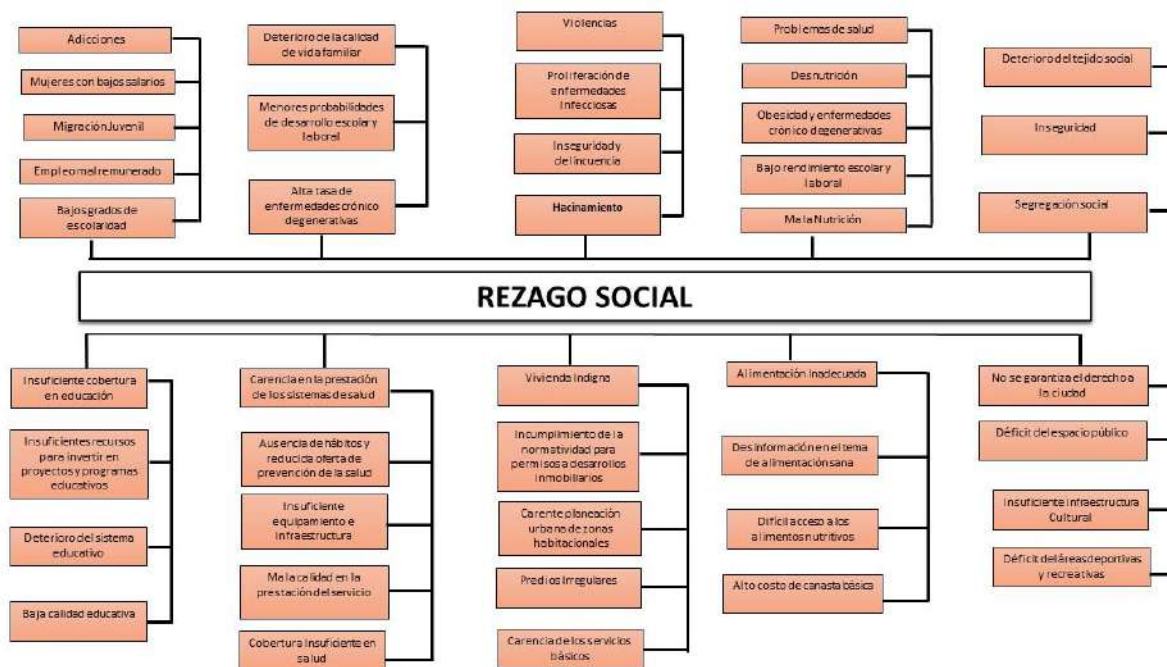 Adicciones
Mujeres con bajos salarios
Migración Juvenil
Empleo mal remunerado
Bajos grados de
escolaridad
Deterioro de la calidad
de vida familiar
Menores probabilidades
de desarrollo escolar y
laboral
Alta tasa de
enfermedades crónico
degenerativas
Violencias
Proliferación de
enfermedades
Infecciosas
Inseguridad y
delincuencia
Hacinamiento
Problemas de salud
Desnutrición
Obesidad y enfermedades
crónico degenerativas
Bajo rendimiento escolar y
laboral
Mala Nutrición
Deterioro del tejido social
Inseguridad
Segregación social
REZAGO SOCIAL
Insuficiente cobertura
en educación
Insuficientes recursos
para invertir en
proyectos y programas
educativos
Deterioro del sistema
educativo
Baja calidad educativa
Carencia en la prestación
de los sistemas de salud
Ausencia de hábitos y
reducida oferta de
prevención de la salud
Insuficiente
equipamiento e
infraestructura
Mala calidad en la
prestación del servicio
Cobertura Insuficiente en
salud
Vivienda Indigna
Incumplimiento de la
normatividad para
permisos a desarrollos
inmobiliarios
Carente planeación
urbana de zonas
habitacionales
Predios Irregulares
Carencia de los servicios
básicos
Alimentación Inadecuada
Desinformación en el tema
de alimentación sana
Difícil acceso a los
alimentos nutritivos
Alto costo de canasta básica
No se garantiza el derecho a
la ciudad
Déficit del espacio público
Insuficiente Infraestructura
Cultural
Déficit del áreas deportivas
y recreativas